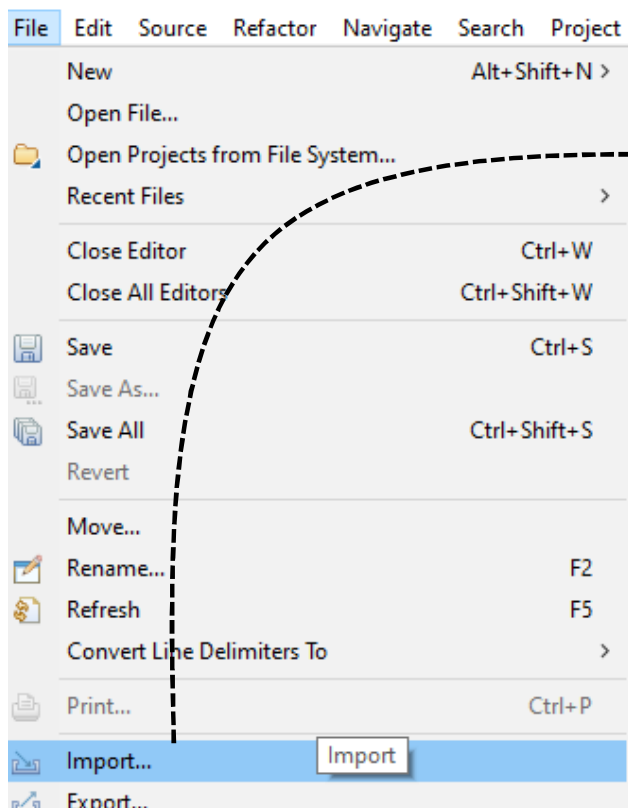 File Edit Source Refactor Navigate Search Project
New Alt+Shift+N >
Open File...
Open Projects from File System...
Recent Files >
Close Editor Ctrl+W
Close All Editors Ctrl+Shift+W
Save Ctrl+S
Save As...
Save All Ctrl+Shift+S
Revert
Move...
Rename... F2
Refresh F5
Convert Line Delimiters To >
Print... Ctrl+P
Import... Import
Export...